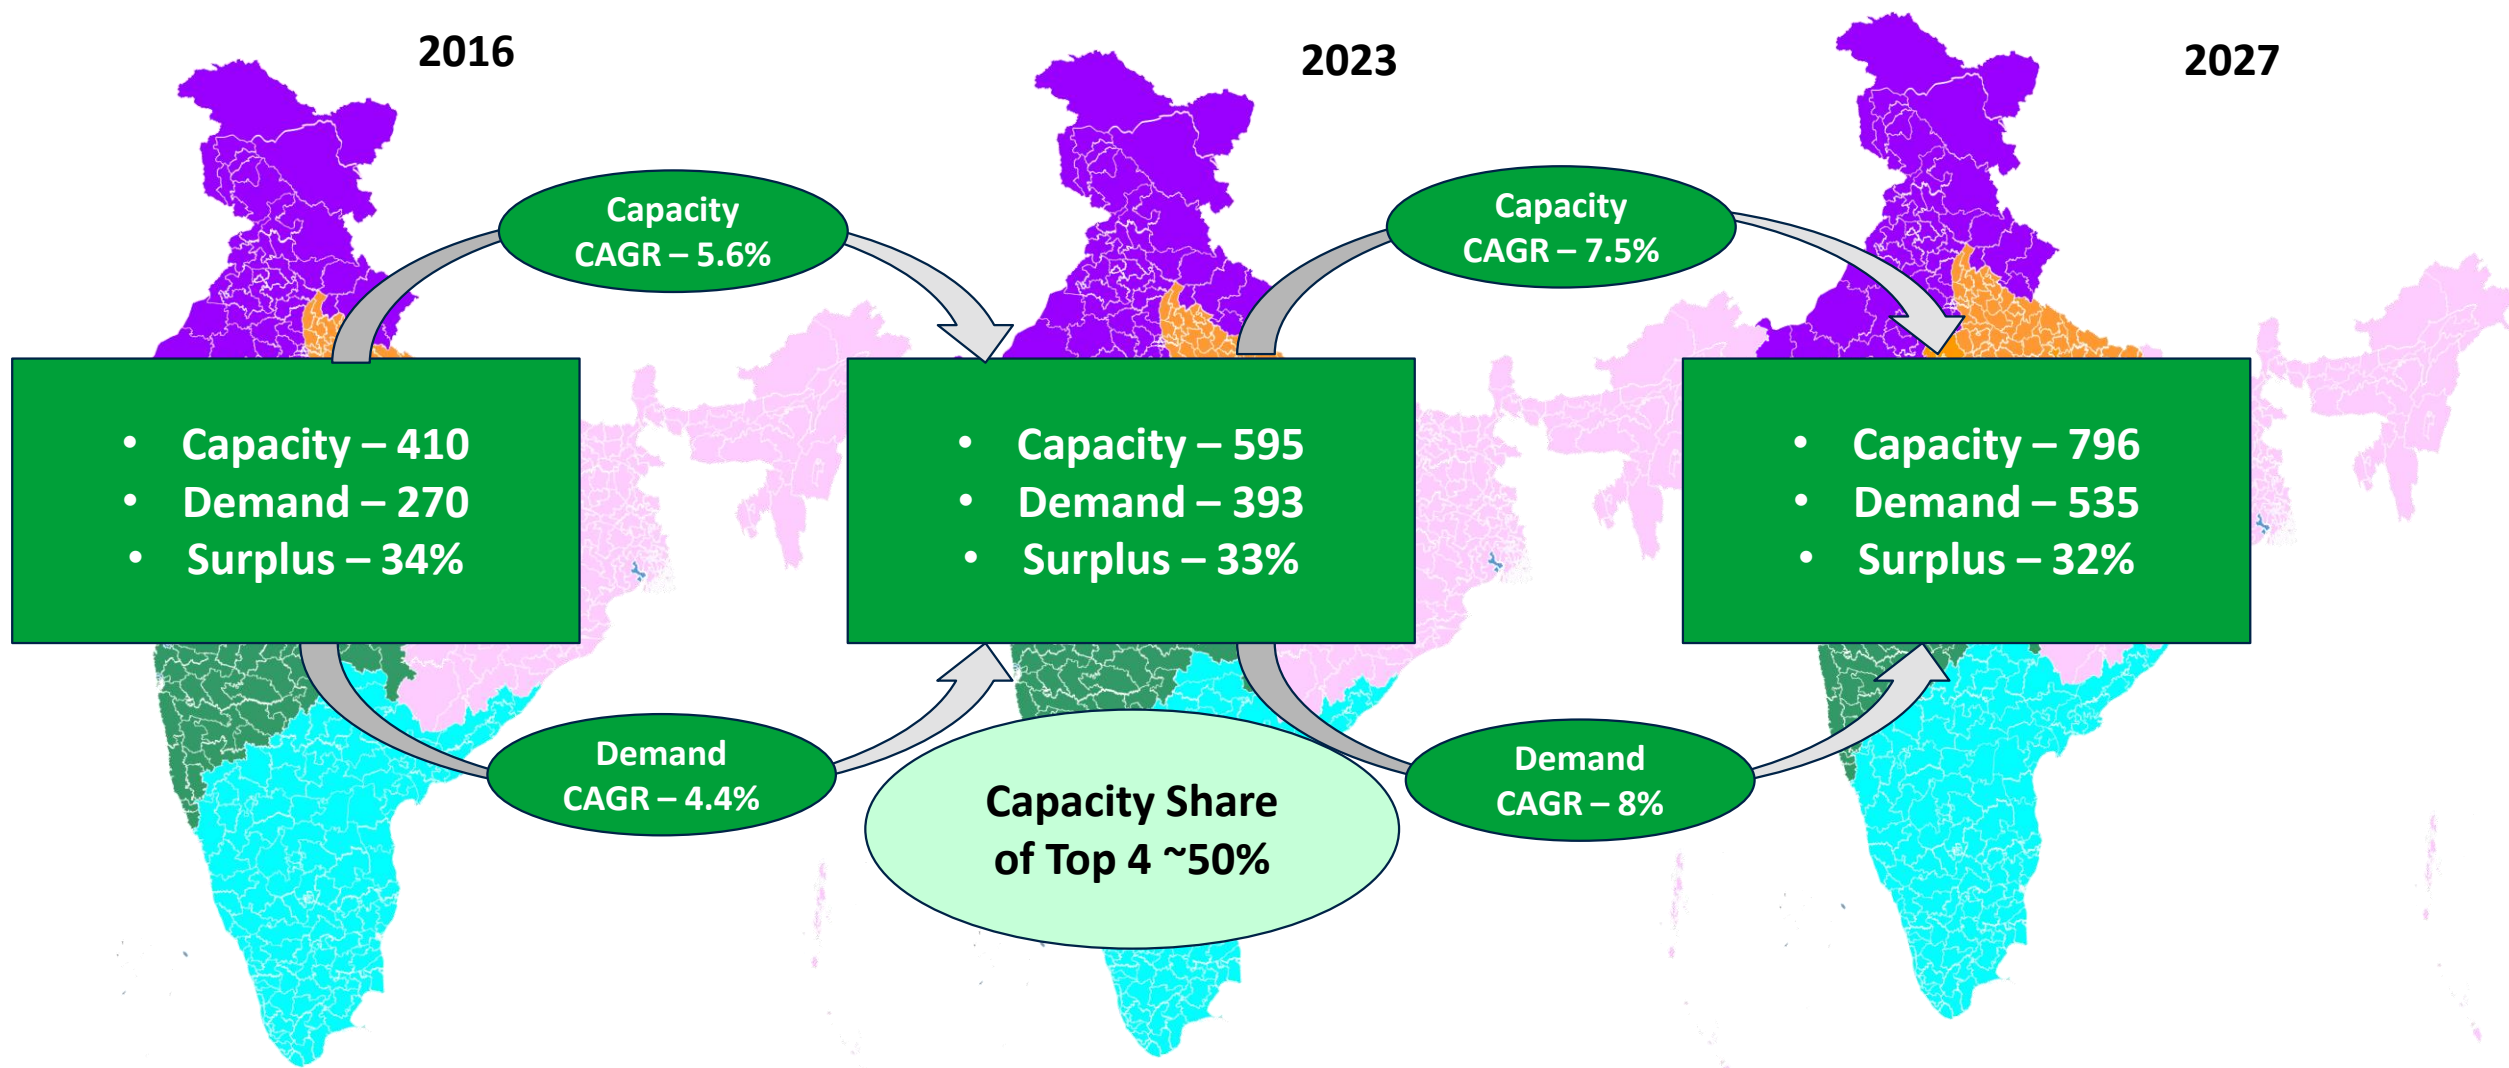 2016
2023
2027
Capacity
CAGR – 5.6%
Capacity
CAGR – 7.5%
• Capacity – 410
• Demand – 270
• Surplus – 34%
• Capacity – 595
• Demand – 393
• Surplus – 33%
• Capacity – 796
• Demand – 535
• Surplus – 32%
Demand
CAGR – 4.4%
Demand
CAGR – 8%
Capacity Share
of Top 4 ~50%